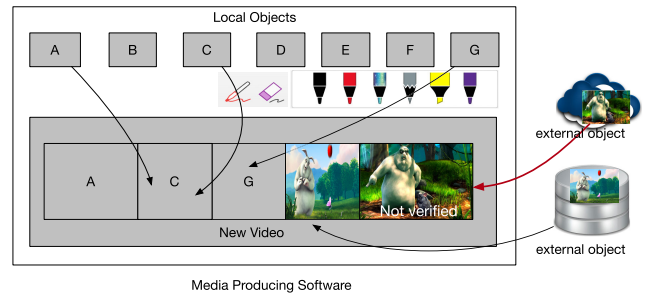 Local Objects
A B C D E F G
external object
A C G
Not verified
New Video
external object
Media Producing Software